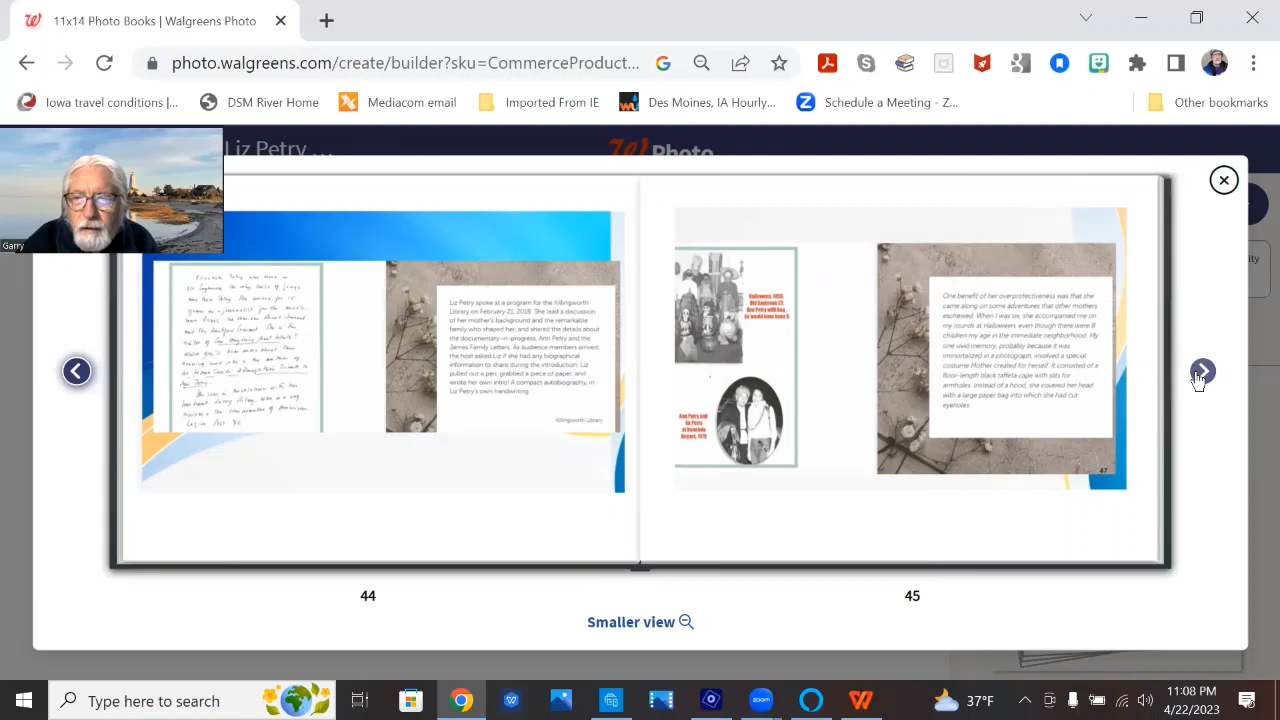 11x14 Photo Books | Walgreens Photo
photo.walgreens.com/create/builder?sku=CommerceProduct...
Iowa travel conditions |...
DSM River Home
Mediacom email
Imported From IE
Des Moines, IA Hourly,...
Schedule a Meeting - Z...
Other bookmarks
Liz Petry ...
Photo
Garry
Liz Petry spoke at a program for the Killingworth
Library on February 21, 2018. She lead a discussion
of her mother's background and the remarkable
family who shaped her, and shared the details about
the documentary-in-progress, Ann Petry and the
James Family Letters. As audience members arrived,
the host asked Liz if she had any biographical
information to share during the introduction. Liz
pulled out a pen, grabbed a piece of paper, and
wrote her own intro! A compact autobiography, in
Liz Petry's own handwriting.
Killingworth Library
Halloween, 1955,
Old Saybrook CT.
Ann Petry with bag,
Liz would have been 6
Ann Petry and
Liz Petry
at Honolulu
Airport, 1970
One benefit of her overprotectiveness was that she
came along on some adventures that other mothers
eschewed. When I was six, she accompanied me on
my rounds at Halloween, even though there were 8
children my age in the immediate neighborhood. My
one vivid memory, probably because it was
immortalized in a photograph, involved a special
costume Mother created for herself. It consisted of a
floor-length black taffeta cape with slits for
armholes. Instead of a hood, she covered her head
with a large paper bag into which she had cut
eyeholes.
47
44
45
Smaller view
Type here to search
zoom
37°F
11:08 PM
4/22/2023